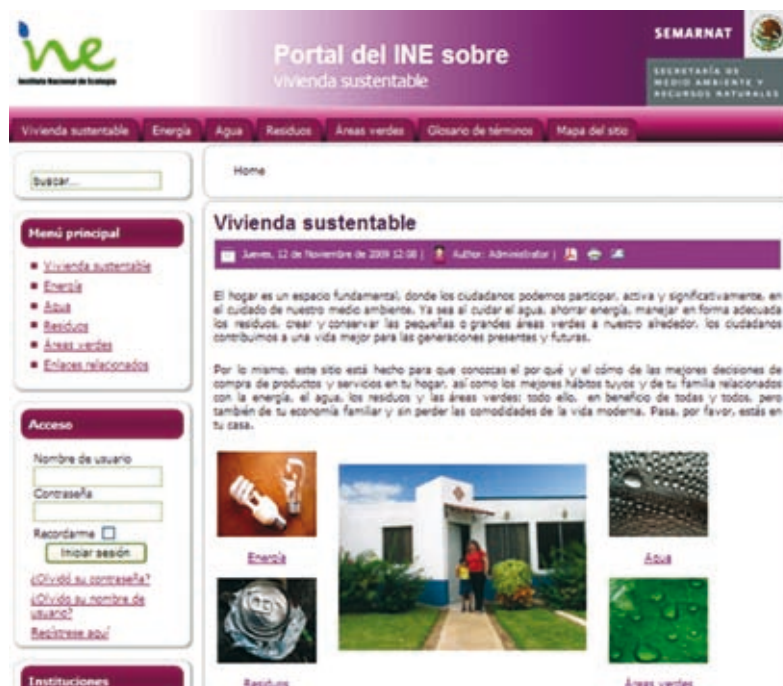 ine
Instituto Nacional de Ecología
Portal del INE sobre
vivienda sustentable
SEMARNAT
SECRETARÍA DE
MEDIO AMBIENTE Y
RECURSOS NATURALES
Vivienda sustentable Energía Agua Residuos Áreas verdes Glosario de términos Mapa del sitio
buscar...
Home
Menú principal
Vivienda sustentable
Energía
Agua
Residuos
Áreas verdes
Enlaces relacionados
Acceso
Nombre de usuario
Contraseña
Recordarme
Iniciar sesión
¿Olvidó su contraseña?
¿Olvido su nombre de
usuario?
Regístrese aquí
Instituciones
Vivienda sustentable
Jueves, 12 de Noviembre de 2009 12:08 | Author: Administrator |
El hogar es un espacio fundamental, donde los ciudadanos podemos participar, activa y significativamente, en
el cuidado de nuestro medio ambiente. Ya sea al cuidar el agua, ahorrar energía, manejar en forma adecuada
los residuos, crear y conservar las pequeñas o grandes áreas verdes a nuestro alrededor, los ciudadanos
contribuimos a una vida mejor para las generaciones presentes y futuras.
Por lo mismo, este sitio está hecho para que conozcas el por qué y el cómo de las mejores decisiones de
compra de productos y servicios en tu hogar, así como los mejores hábitos tuyos y de tu familia relacionados
con la energía, el agua, los residuos y las áreas verdes; todo ello, en beneficio de todas y todos, pero
también de tu economía familiar y sin perder las comodidades de la vida moderna. Pasa, por favor, estás en
tu casa.
Energía
Agua
Residuos
Áreas verdes